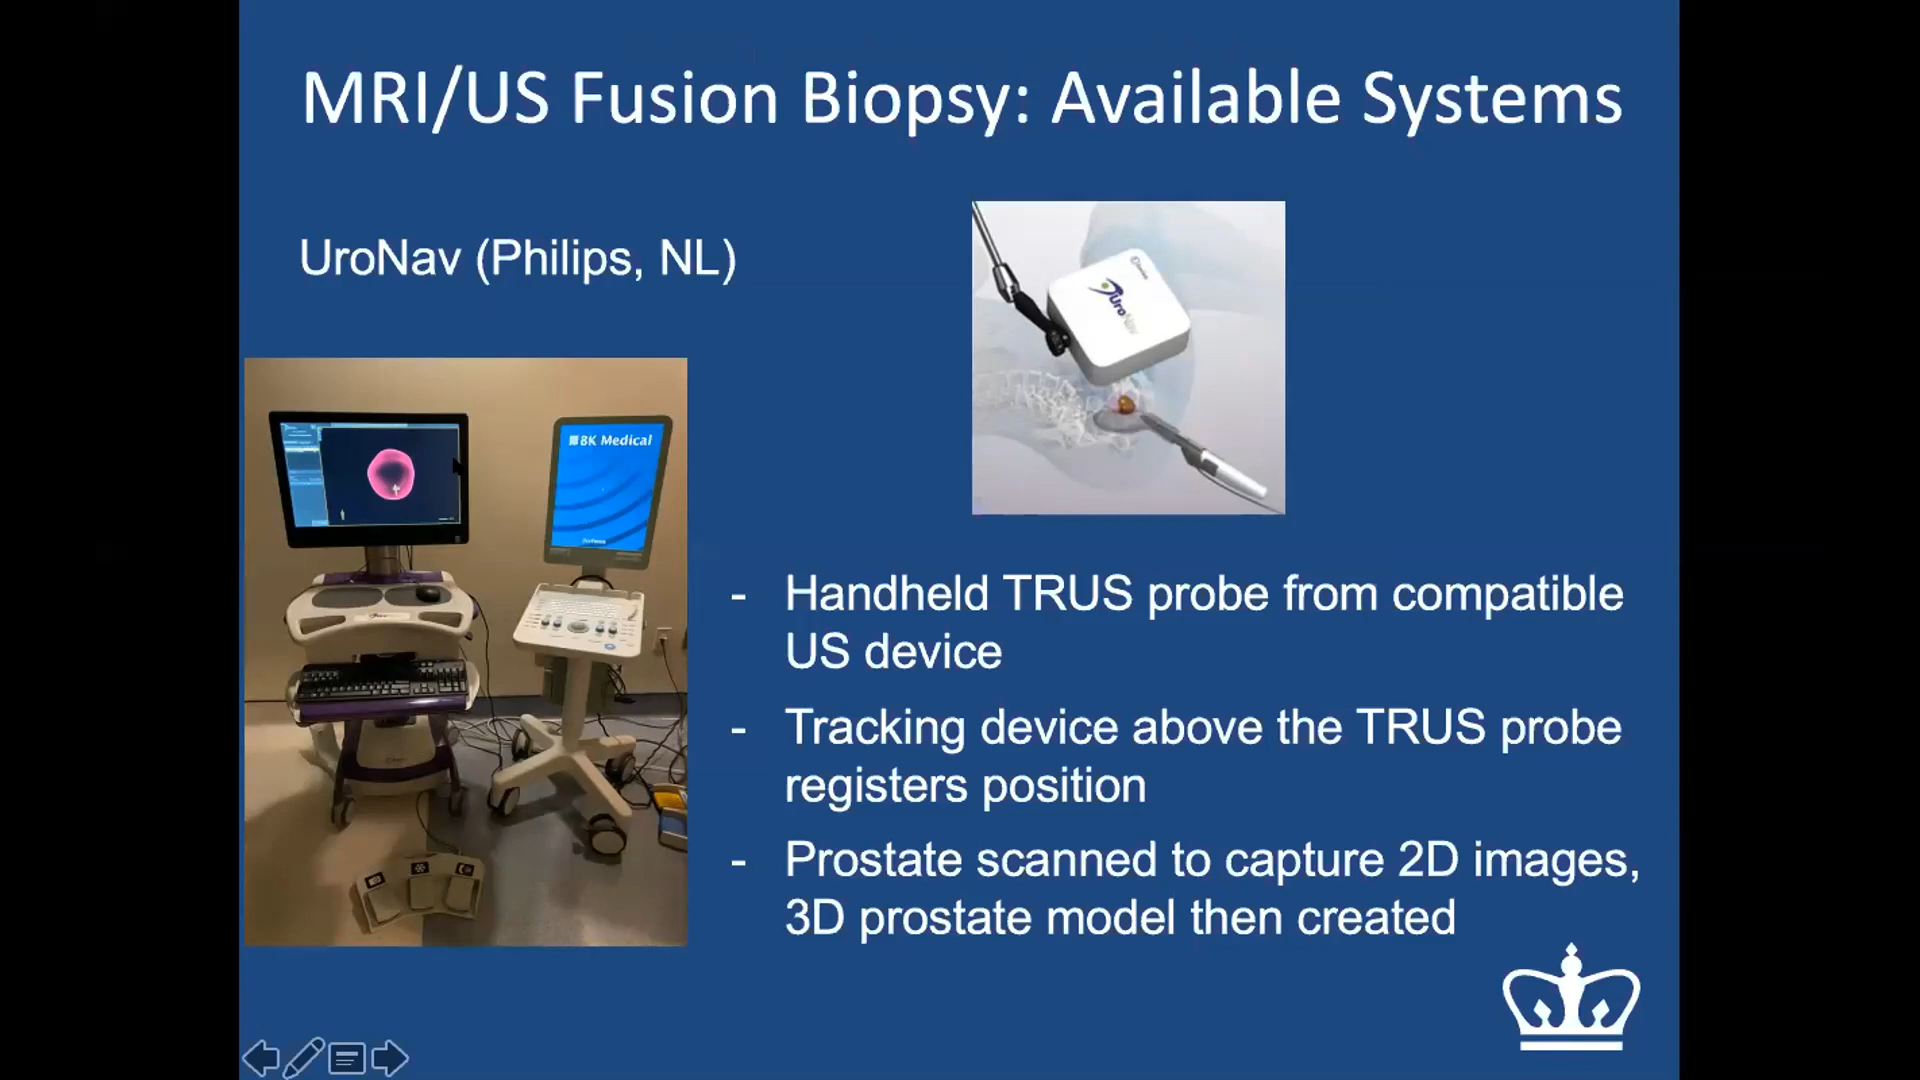 MRI/US Fusion Biopsy: Available Systems
UroNav (Philips, NL)
UroNav
BK Medical
- Handheld TRUS probe from compatible
US device
- Tracking device above the TRUS probe
registers position
- Prostate scanned to capture 2D images,
3D prostate model then created